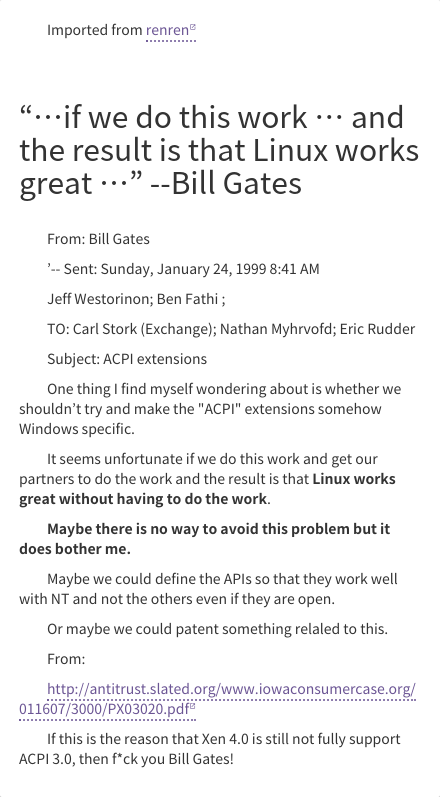 Imported from renren
“⋯if we do this work ⋯ and
the result is that Linux works
great ⋯” --Bill Gates
From: Bill Gates
’-- Sent: Sunday, January 24, 1999 8:41 AM
Jeff Westorinon; Ben Fathi ;
TO: Carl Stork (Exchange); Nathan Myhrvofd; Eric Rudder
Subject: ACPI extensions
One thing I find myself wondering about is whether we
shouldn’t try and make the "ACPI" extensions somehow
Windows specific.
It seems unfortunate if we do this work and get our
partners to do the work and the result is that Linux works
great without having to do the work.
Maybe there is no way to avoid this problem but it
does bother me.
Maybe we could define the APIs so that they work well
with NT and not the others even if they are open.
Or maybe we could patent something relaled to this.
From:
http://antitrust.slated.org/www.iowaconsumercase.org/
011607/3000/PX03020.pdf
If this is the reason that Xen 4.0 is still not fully support
ACPI 3.0, then f*ck you Bill Gates!